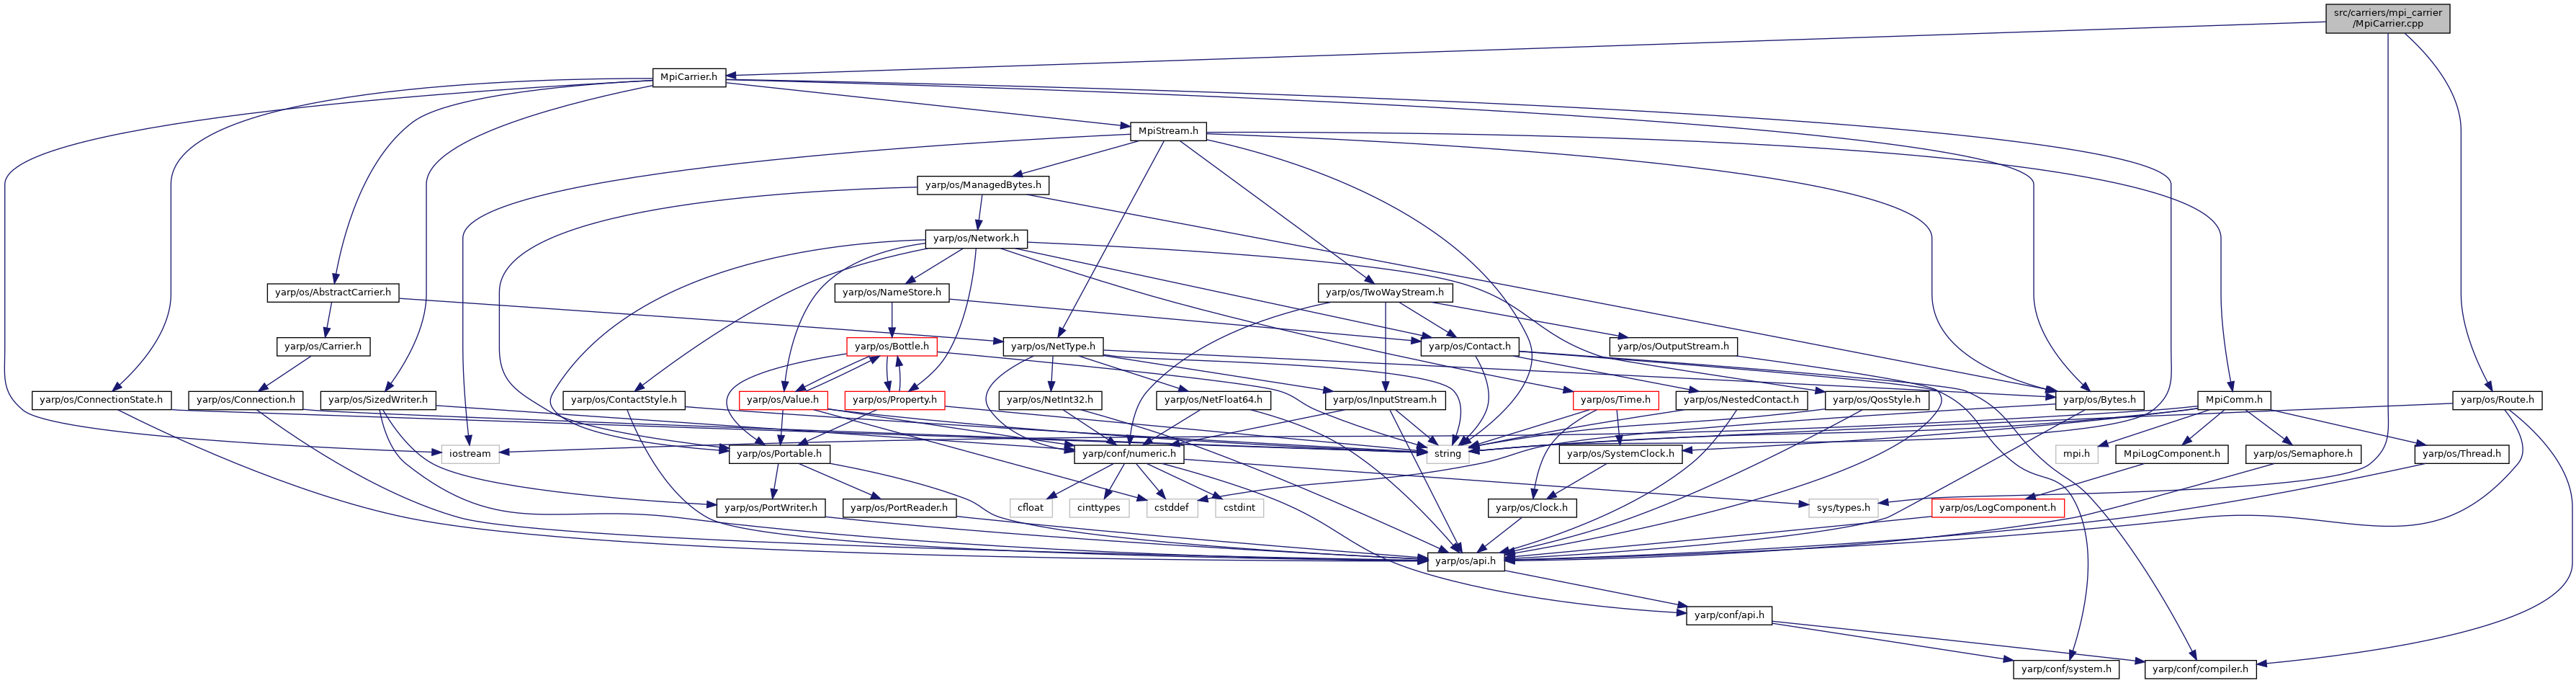 src/carriers/mpi_carrier
/MpiCarrier.cpp
MpiCarrier.h
MpiStream.h
yarp/os/ManagedBytes.h
yarp/os/Network.h
yarp/os/AbstractCarrier.h
yarp/os/NameStore.h
yarp/os/TwoWayStream.h
yarp/os/Carrier.h
yarp/os/Bottle.h
yarp/os/NetType.h
yarp/os/Contact.h
yarp/os/OutputStream.h
yarp/os/ConnectionState.h
yarp/os/Connection.h
yarp/os/SizedWriter.h
yarp/os/ContactStyle.h
yarp/os/Value.h
yarp/os/Property.h
yarp/os/NetInt32.h
yarp/os/NetFloat64.h
yarp/os/InputStream.h
yarp/os/Time.h
yarp/os/NestedContact.h
yarp/os/QosStyle.h
yarp/os/Bytes.h
MpiComm.h
yarp/os/Route.h
iostream
yarp/os/Portable.h
yarp/conf/numeric.h
string
yarp/os/SystemClock.h
mpi.h
MpiLogComponent.h
yarp/os/Semaphore.h
yarp/os/Thread.h
yarp/os/PortWriter.h
yarp/os/PortReader.h
cfloat
cinttypes
cstddef
cstdint
yarp/os/Clock.h
sys/types.h
yarp/os/LogComponent.h
yarp/os/api.h
yarp/conf/api.h
yarp/conf/system.h
yarp/conf/compiler.h